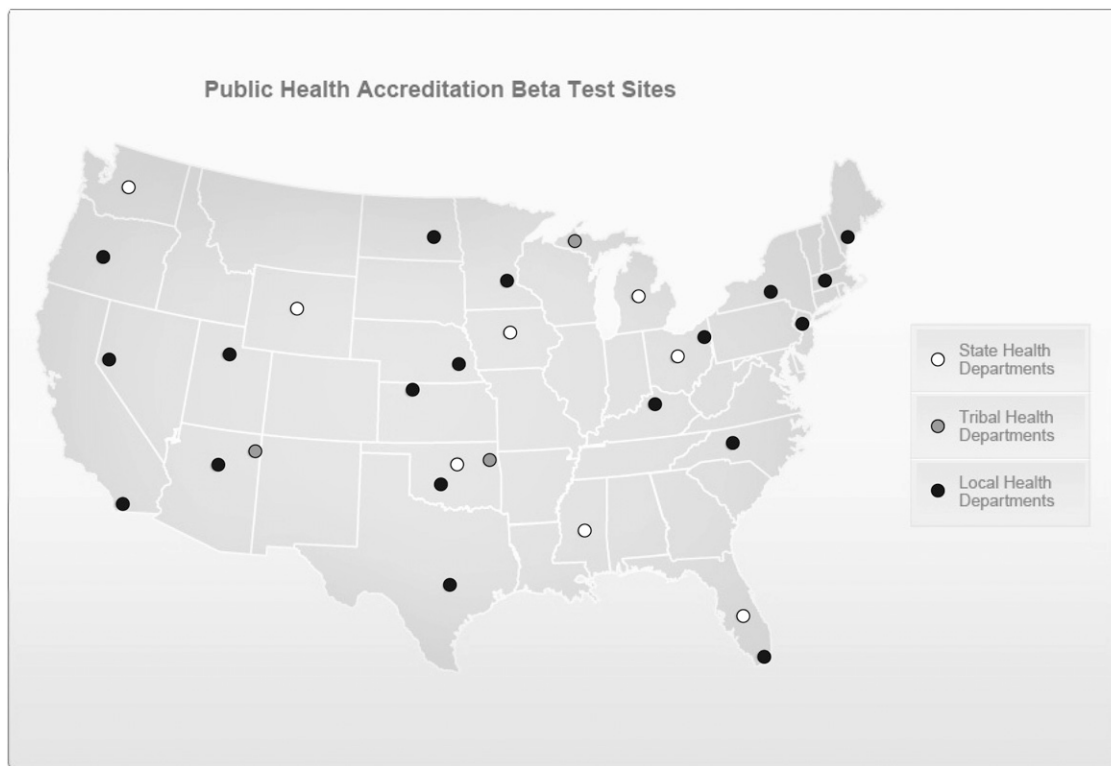 Public Health Accreditation Beta Test Sites
State Health
Departments
Tribal Health
Departments
Local Health
Departments